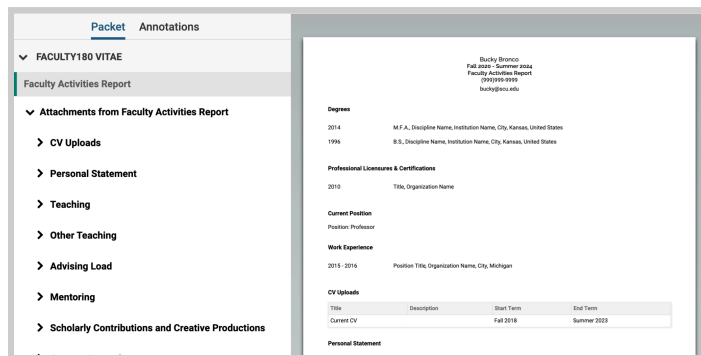 Packet Annotations
FACULTY180 VITAE
Faculty Activities Report
Attachments from Faculty Activities Report
CV Uploads
Personal Statement
Teaching
Other Teaching
Advising Load
Mentoring
Scholarly Contributions and Creative Productions
Bucky Bronco
Fall 2020 - Summer 2024
Faculty Activities Report
(999)999-9999
bucky@scu.edu
Degrees
2014 M.F.A., Discipline Name, Institution Name, City, Kansas, United States
1996 B.S., Discipline Name, Institution Name, City, Kansas, United States
Professional Licensures & Certifications
2010 Title, Organization Name
Current Position
Position: Professor
Work Experience
2015 - 2016 Position Title, Organization Name, City, Michigan
CV Uploads
Title Description Start Term End Term
Current CV Fall 2018 Summer 2023
Personal Statement